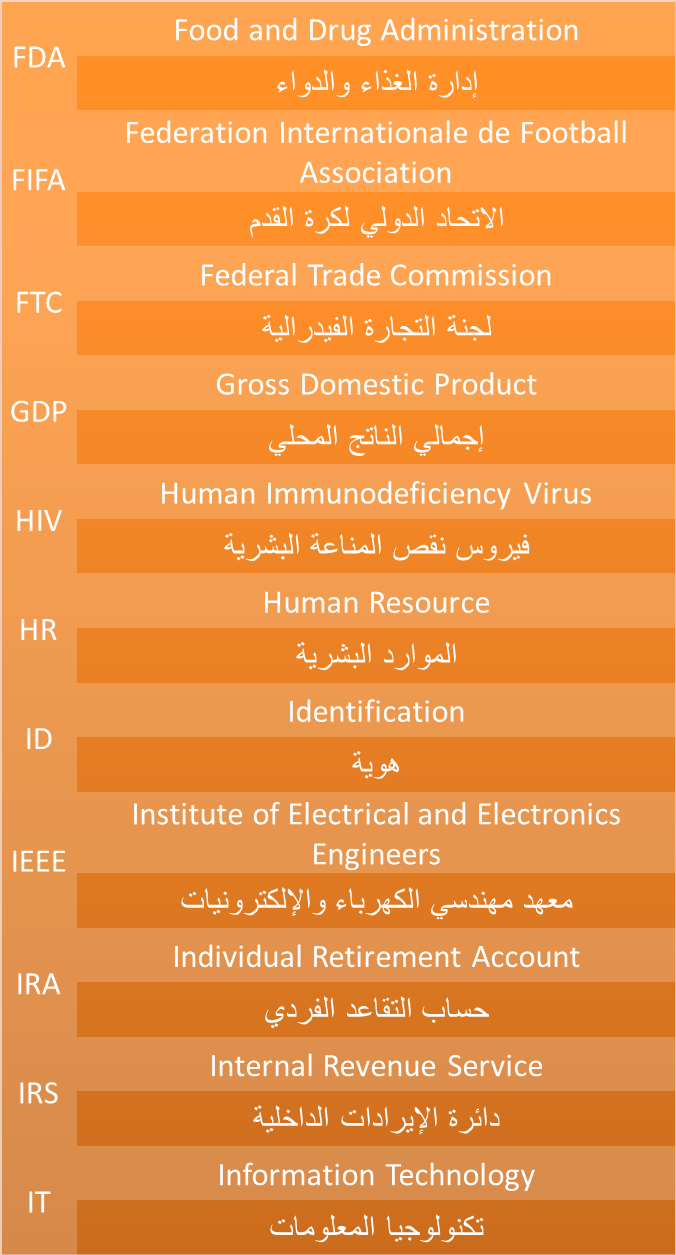 FDA
Food and Drug Administration
إدارة الغذاء والدواء
FIFA
Federation Internationale de Football
Association
الاتحاد الدولي لكرة القدم
FTC
Federal Trade Commission
لجنة التجارة الفيدرالية
GDP
Gross Domestic Product
إجمالي الناتج المحلي
HIV
Human Immunodeficiency Virus
فيروس نقص المناعة البشرية
HR
Human Resource
الموارد البشرية
ID
Identification
هوية
IEEE
Institute of Electrical and Electronics
Engineers
معهد مهندسي الكهرباء والإلكترونيات
IRA
Individual Retirement Account
حساب التقاعد الفردي
IRS
Internal Revenue Service
دائرة الإيرادات الداخلية
IT
Information Technology
تكنولوجيا المعلومات